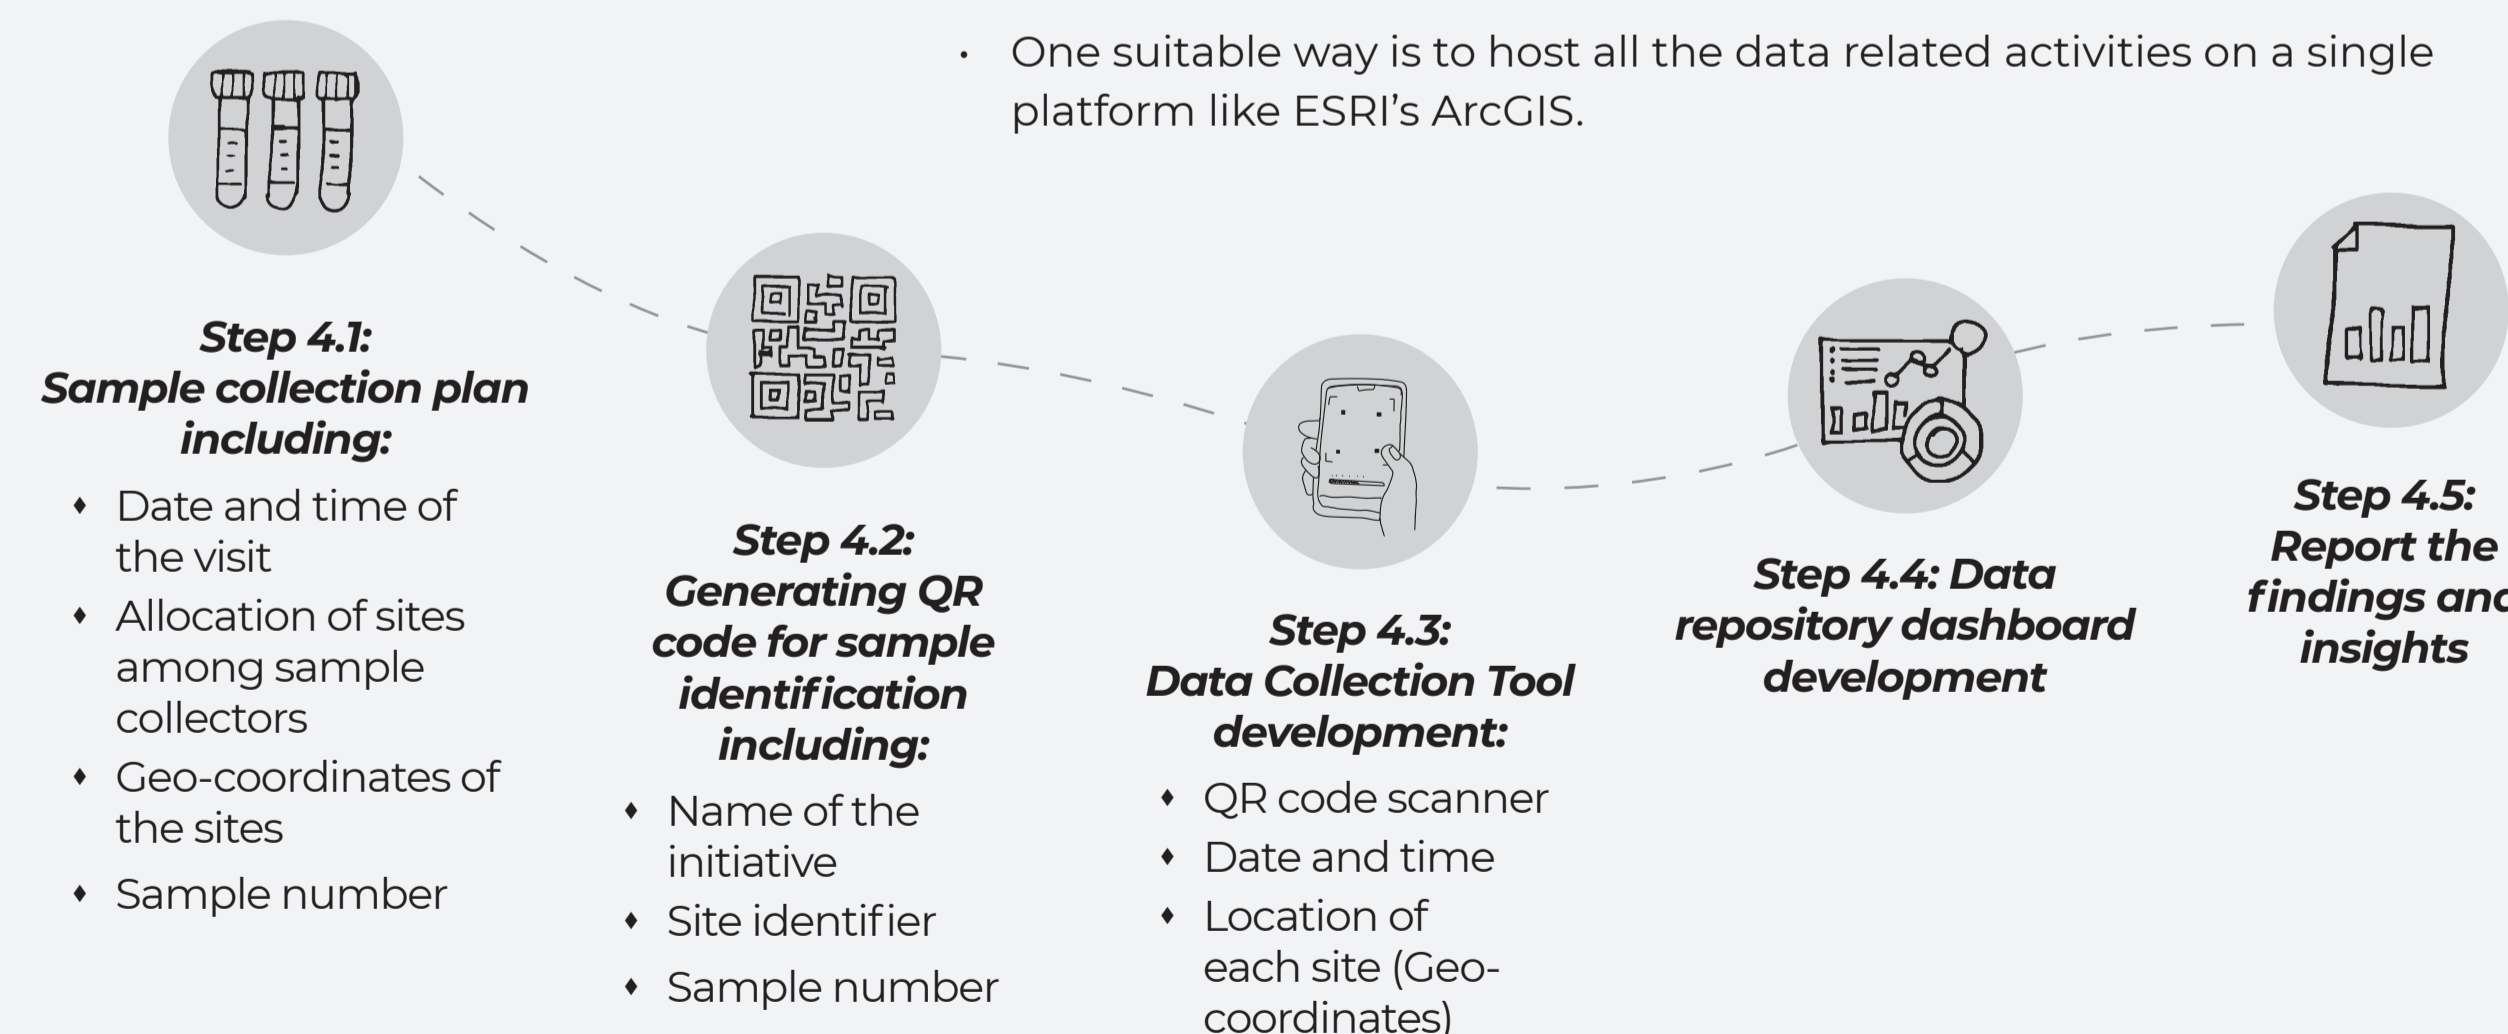 • One suitable way is to host all the data related activities on a single
platform like ESRI's ArcGIS.
Step 4.1:
Sample collection plan
including:
♦ Date and time of
the visit
♦ Allocation of sites
among sample
collectors
♦ Geo-coordinates of
the sites
♦ Sample number
Step 4.2:
Generating QR
code for sample
identification
including:
♦ Name of the
initiative
♦ Site identifier
♦ Sample number
Step 4.3:
Data Collection Tool
development:
♦ QR code scanner
♦ Date and time
♦ Location of
each site (Geo-
coordinates)
Step 4.4: Data
repository dashboard
development
Step 4.5:
Report the
findings and
insights